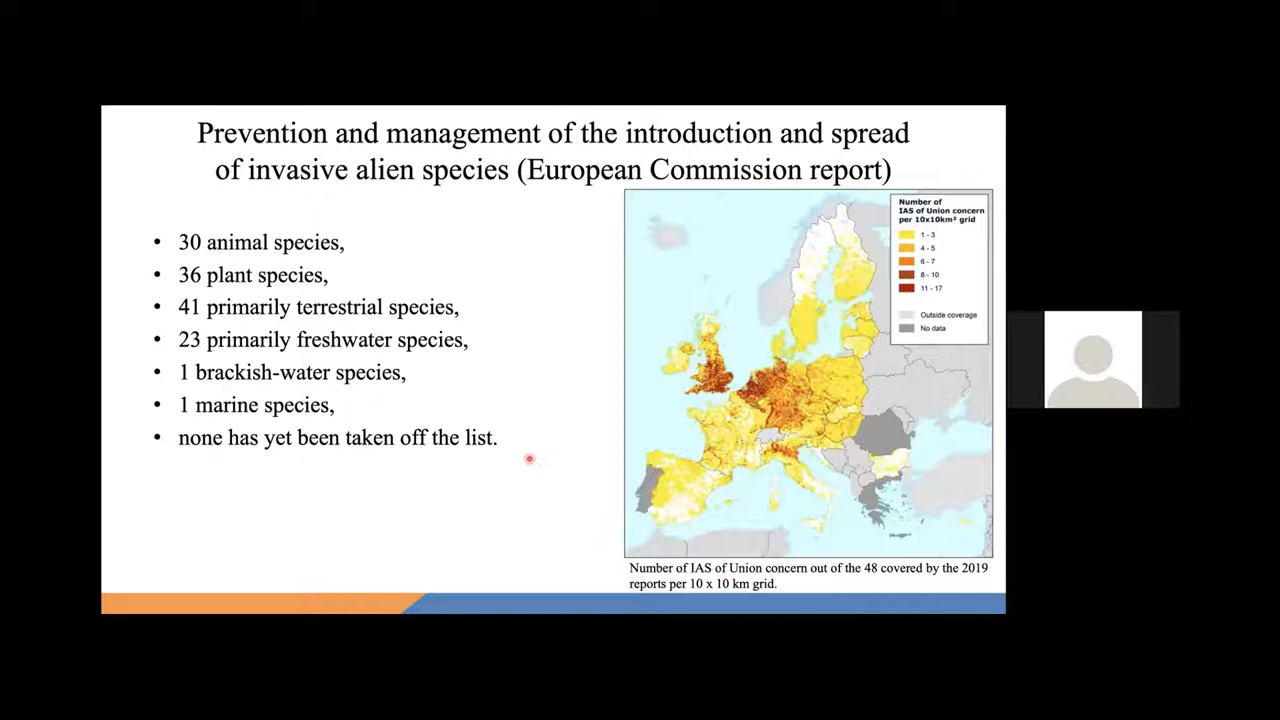 Prevention and management of the introduction and spread
of invasive alien species (European Commission report)
• 30 animal species,
• 36 plant species,
• 41 primarily terrestrial species,
• 23 primarily freshwater species,
• 1 brackish-water species,
• 1 marine species,
• none has yet been taken off the list.
Number of
IAS of Union concern
per 10x10km² grid
1 - 3
4 - 5
6 - 7
8 - 10
11 - 17
Outside coverage
No data
Number of IAS of Union concern out of the 48 covered by the 2019
reports per 10 x 10 km grid.